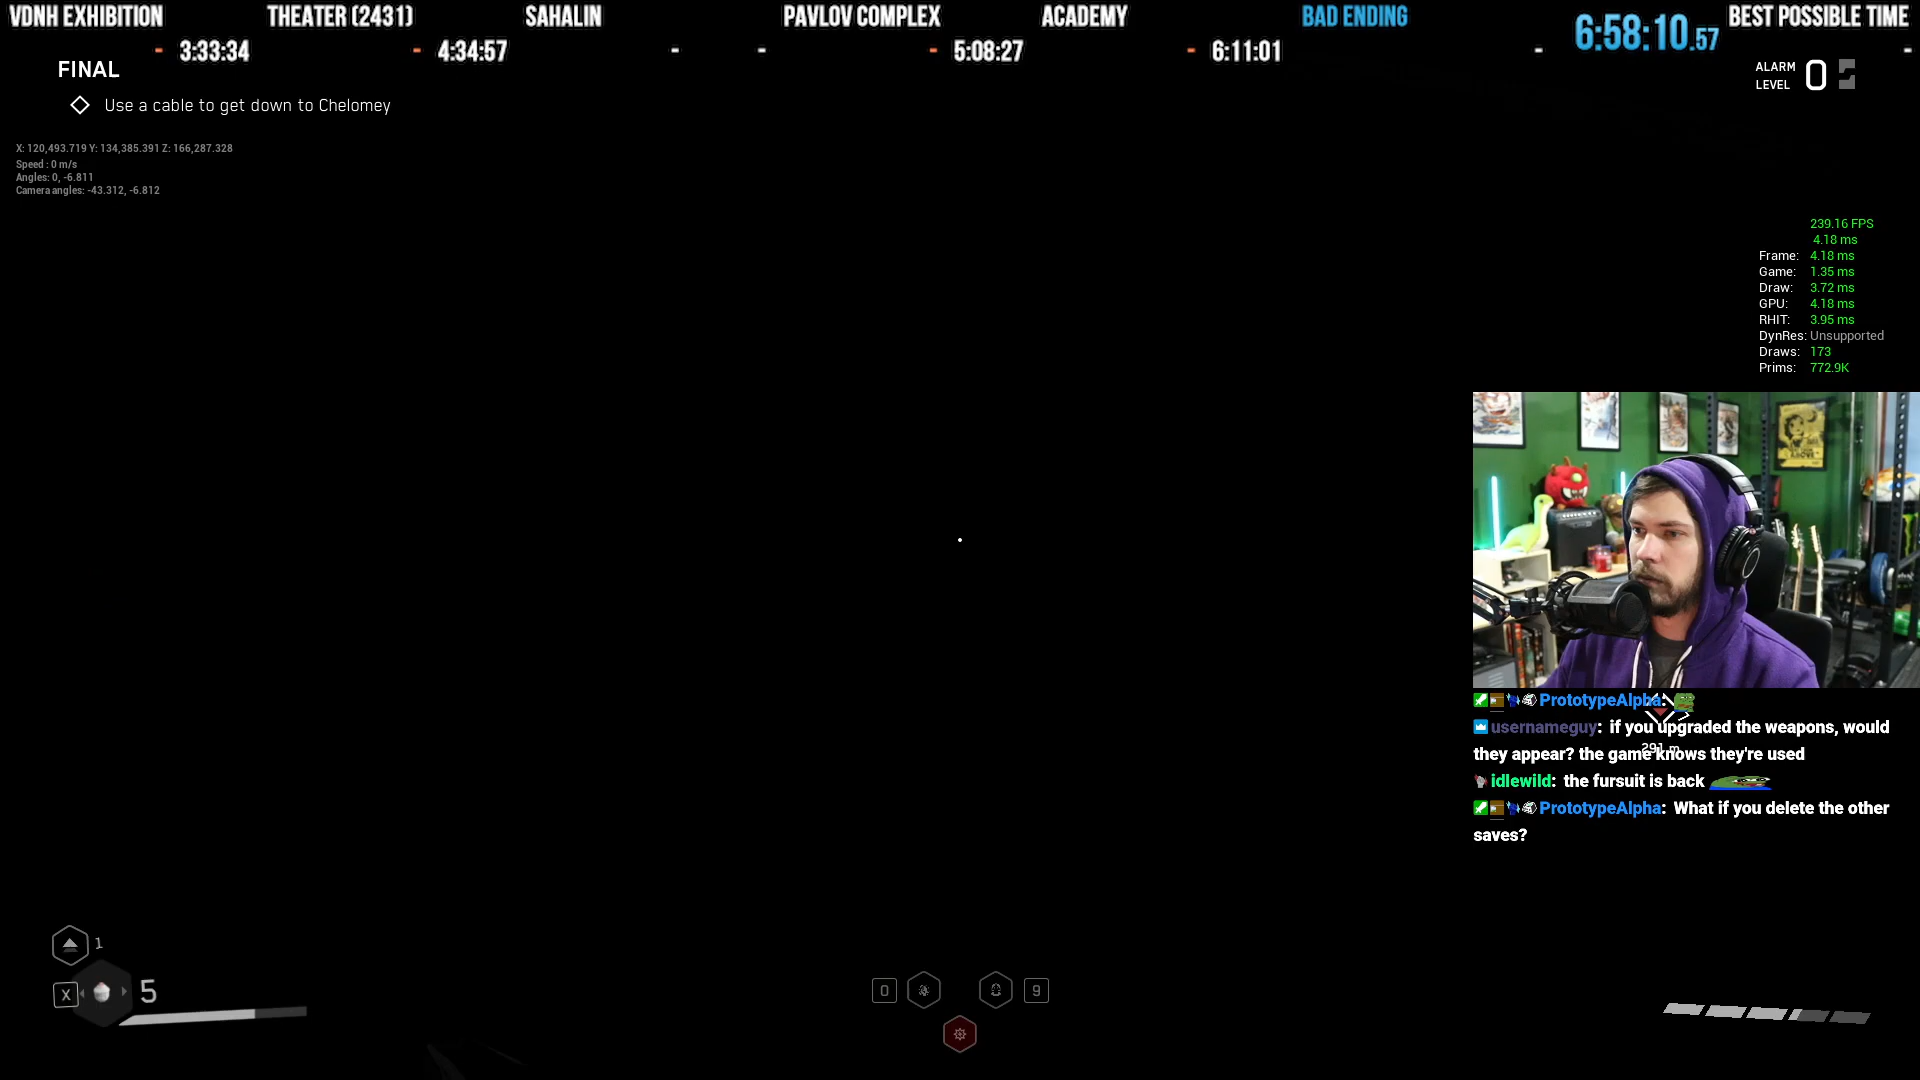 VDNH EXHIBITION THEATER (2431) SAHALIN PAVLOV COMPLEX ACADEMY BAD ENDING 6:58:10.57 BEST POSSIBLE TIME
- 3:33:34 - 4:34:57 - - - 5:08:27 - 6:11:01 - -
FINAL
Use a cable to get down to Chelomey
ALARM LEVEL 0
X: 120,493.719 Y: 134,385.391 Z: 166,287.328
Speed : 0 m/s
Angles: 0, -6.811
Camera angles: -43.312, -6.812
239.16 FPS
4.18 ms
Frame: 4.18 ms
Game: 1.35 ms
Draw: 3.72 ms
GPU: 4.18 ms
RHIT: 3.95 ms
DynRes: Unsupported
Draws: 173
Prims: 772.9K
PrototypeAlpha:
usernameguy: if you upgraded the weapons, would
they appear? the game knows they're used
291 m
idlewild: the fursuit is back
PrototypeAlpha: What if you delete the other
saves?
1
X 5
0 9